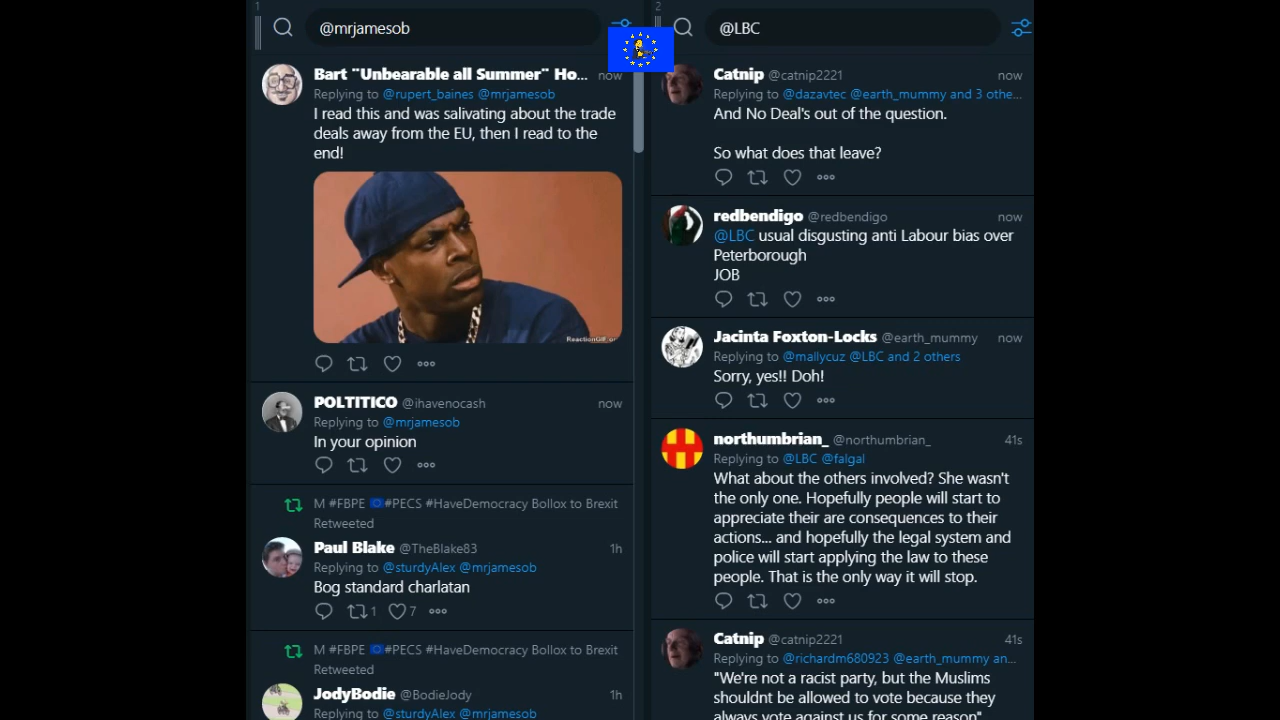 1
@mrjamesob
Bart "Unbearable all Summer" Ho... now
Replying to @rupert_baines @mrjamesob
I read this and was salivating about the trade
deals away from the EU, then I read to the
end!
POLTITICO @ihavenocash now
Replying to @mrjamesob
In your opinion
M #FBPE #PECS #HaveDemocracy Bollox to Brexit
Retweeted
Paul Blake @TheBlake83 1h
Replying to @sturdyAlex @mrjamesob
Bog standard charlatan
1 7
M #FBPE #PECS #HaveDemocracy Bollox to Brexit
Retweeted
JodyBodie @BodieJody 1h
Replying to @sturdyAlex @mrjamesob
2
@LBC
Catnip @catnip2221 now
Replying to @dazavtec @earth_mummy and 3 othe...
And No Deal's out of the question.
So what does that leave?
redbendigo @redbendigo now
@LBC usual disgusting anti Labour bias over
Peterborough
JOB
Jacinta Foxton-Locks @earth_mummy now
Replying to @mallycuz @LBC and 2 others
Sorry, yes!! Doh!
northumbrian_ @northumbrian_ 41s
Replying to @LBC @falgal
What about the others involved? She wasn't
the only one. Hopefully people will start to
appreciate their are consequences to their
actions... and hopefully the legal system and
police will start applying the law to these
people. That is the only way it will stop.
Catnip @catnip2221 41s
Replying to @richardm680923 @earth_mummy an...
"We're not a racist party, but the Muslims
shouldnt be allowed to vote because they
always vote against us for some reason"